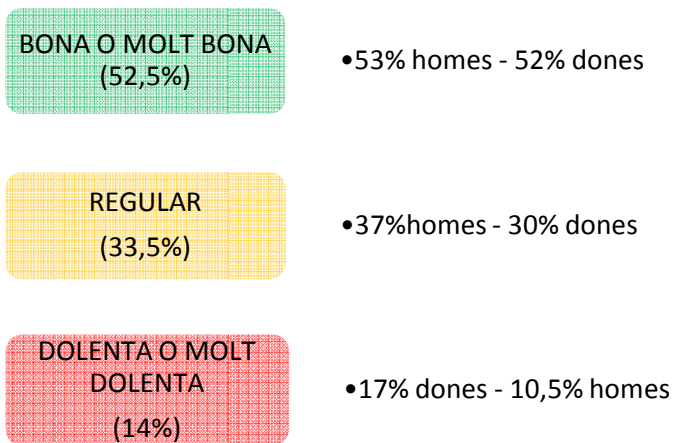 BONA O MOLT BONA
(52,5%)
•53% homes - 52% dones
REGULAR
(33,5%)
•37%homes - 30% dones
DOLENTA O MOLT
DOLENTA
(14%)
•17% dones - 10,5% homes